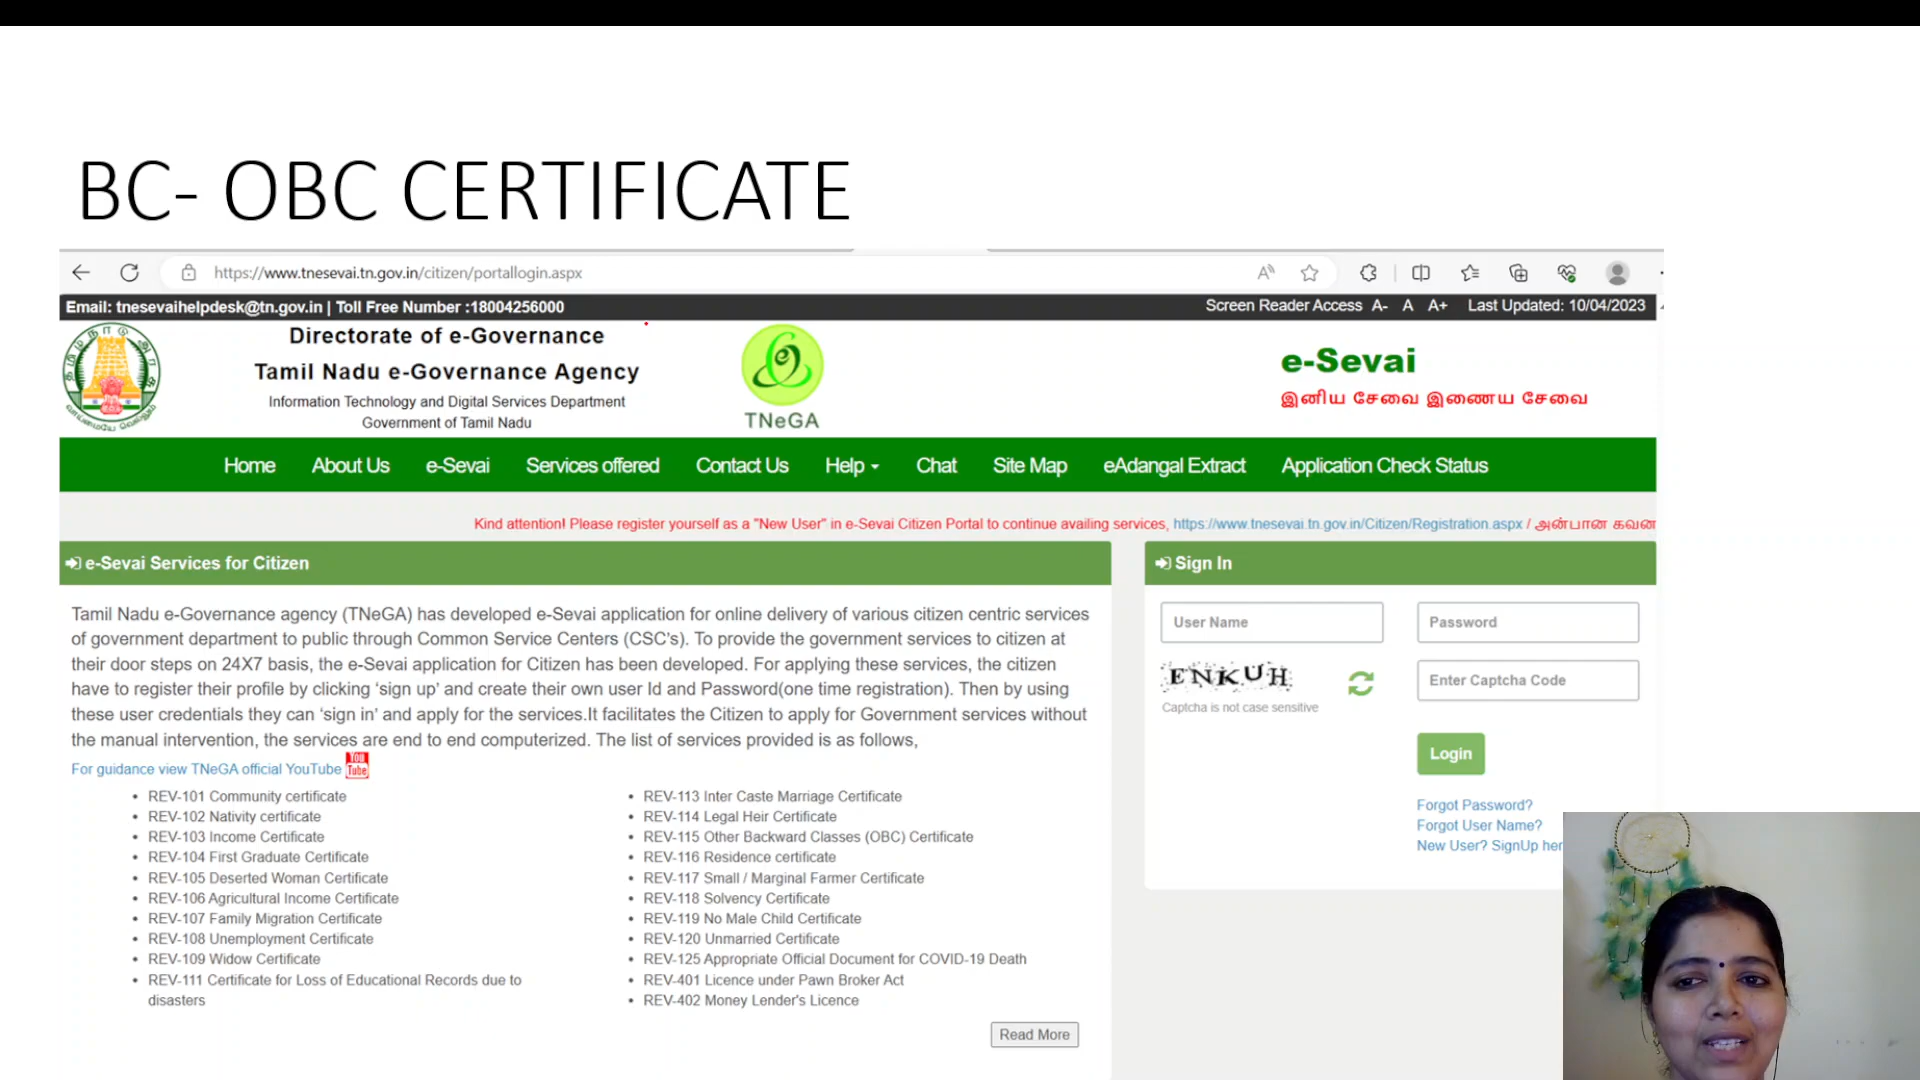 BC- OBC CERTIFICATE
https://www.tnesevai.tn.gov.in/citizen/portallogin.aspx
Email: tnesevaihelpdesk@tn.gov.in | Toll Free Number :18004256000
Screen Reader Access A- A A+ Last Updated: 10/04/2023
Directorate of e-Governance
Tamil Nadu e-Governance Agency
Information Technology and Digital Services Department
Government of Tamil Nadu
TNeGA
e-Sevai
இனிய சேவை இணைய சேவை
Home About Us e-Sevai Services offered Contact Us Help Chat Site Map eAdangal Extract Application Check Status
Kind attention! Please register yourself as a "New User" in e-Sevai Citizen Portal to continue availing services, https://www.tnesevai.tn.gov.in/Citizen/Registration.aspx / அன்பான கவன
e-Sevai Services for Citizen
Tamil Nadu e-Governance agency (TNeGA) has developed e-Sevai application for online delivery of various citizen centric services
of government department to public through Common Service Centers (CSC's). To provide the government services to citizen at
their door steps on 24X7 basis, the e-Sevai application for Citizen has been developed. For applying these services, the citizen
have to register their profile by clicking ‘sign up’ and create their own user Id and Password(one time registration). Then by using
these user credentials they can ‘sign in’ and apply for the services.It facilitates the Citizen to apply for Government services without
the manual intervention, the services are end to end computerized. The list of services provided is as follows,
For guidance view TNeGA official YouTube You Tube
• REV-101 Community certificate
• REV-102 Nativity certificate
• REV-103 Income Certificate
• REV-104 First Graduate Certificate
• REV-105 Deserted Woman Certificate
• REV-106 Agricultural Income Certificate
• REV-107 Family Migration Certificate
• REV-108 Unemployment Certificate
• REV-109 Widow Certificate
• REV-111 Certificate for Loss of Educational Records due to
disasters
• REV-113 Inter Caste Marriage Certificate
• REV-114 Legal Heir Certificate
• REV-115 Other Backward Classes (OBC) Certificate
• REV-116 Residence certificate
• REV-117 Small / Marginal Farmer Certificate
• REV-118 Solvency Certificate
• REV-119 No Male Child Certificate
• REV-120 Unmarried Certificate
• REV-125 Appropriate Official Document for COVID-19 Death
• REV-401 Licence under Pawn Broker Act
• REV-402 Money Lender's Licence
Read More
Sign In
User Name
Password
ENKUH
Enter Captcha Code
Captcha is not case sensitive
Login
Forgot Password?
Forgot User Name?
New User? SignUp her